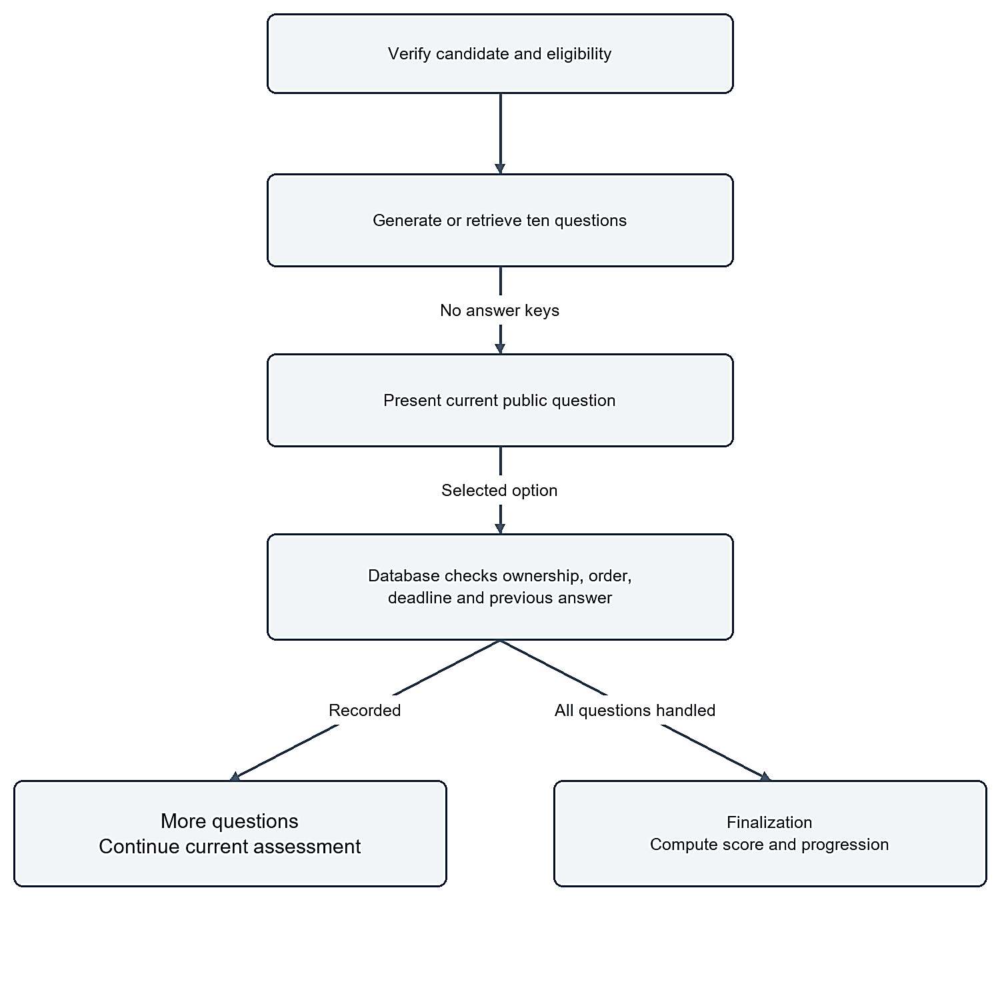 Verify candidate and eligibility
Generate or retrieve ten questions
No answer keys
Present current public question
Selected option
Database checks ownership, order,
deadline and previous answer
Recorded
All questions handled
More questions
Continue current assessment
Finalization
Compute score and progression